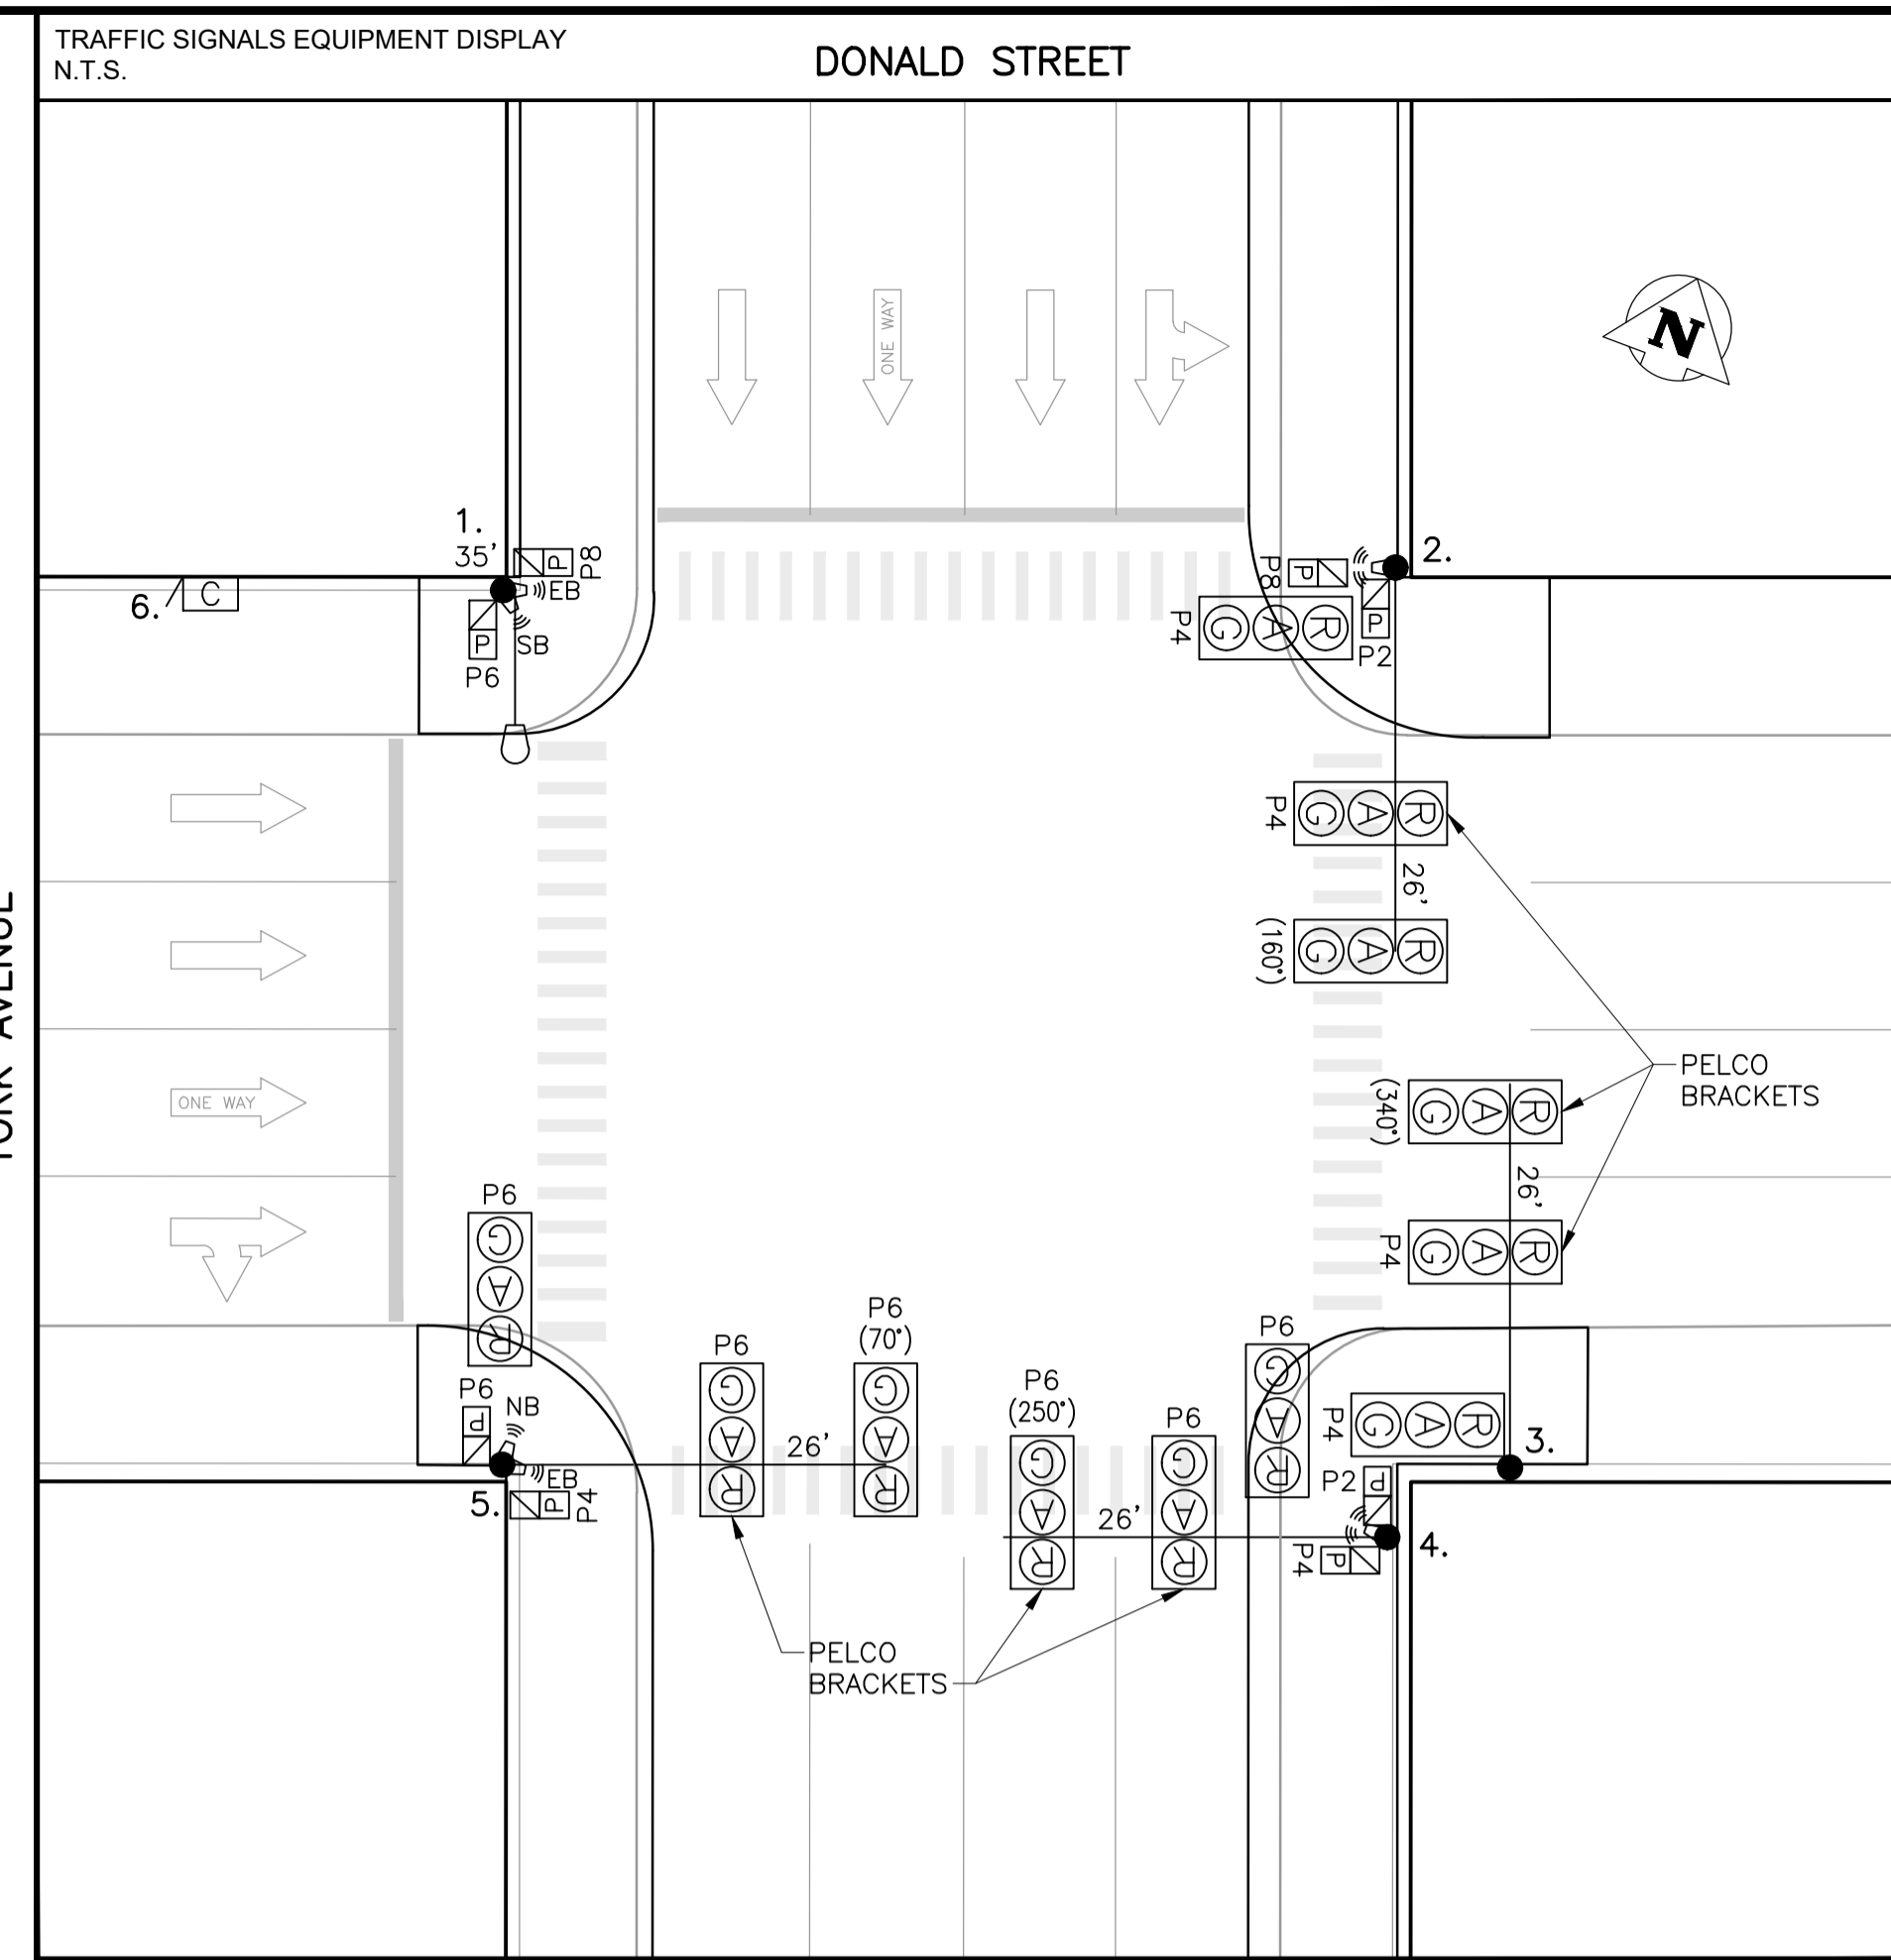 TRAFFIC SIGNALS EQUIPMENT DISPLAY
N.T.S.
DONALD STREET
ONE WAY
N
1.
35'
P
P8
EB
6.
C
P
SB
P6
2.
P8
P
P
P2
P4
G A R
P4
G A R
26'
(160°)
G A R
PELCO
BRACKETS
(340°)
G A R
26'
P4
G A R
ONE WAY
AVENUE
P6
G
A
R
P6
P
NB
EB
5.
P
P4
P6
G
A
R
26'
P6
(70°)
G
A
R
P6
(250°)
G
A
R
26'
P6
G
A
R
P6
G
A
R
P4
G A R
3.
P2
P
P4
P
4.
PELCO
BRACKETS